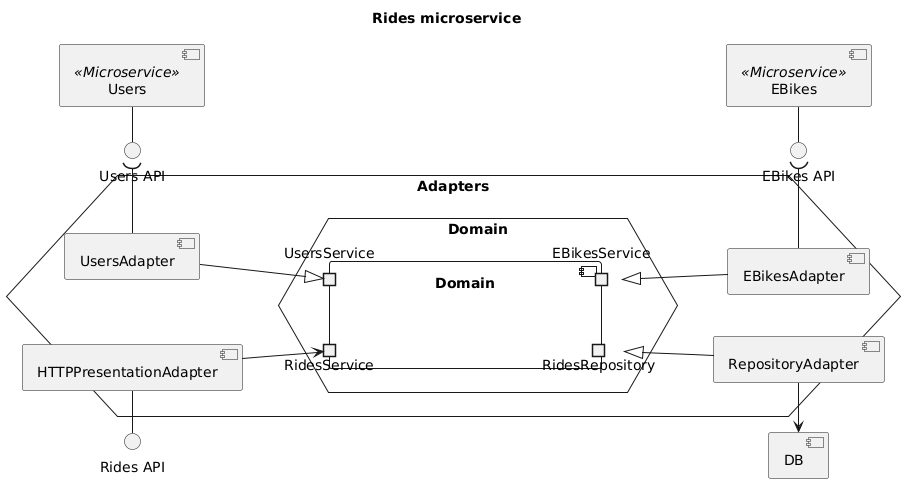 Rides microservice
«Microservice»
Users
«Microservice»
EBikes
Users API
EBikes API
Adapters
Domain
UsersService
EBikesService
UsersAdapter
Domain
EBikesAdapter
HTTPPresentationAdapter
RidesService
RidesRepository
RepositoryAdapter
Rides API
DB